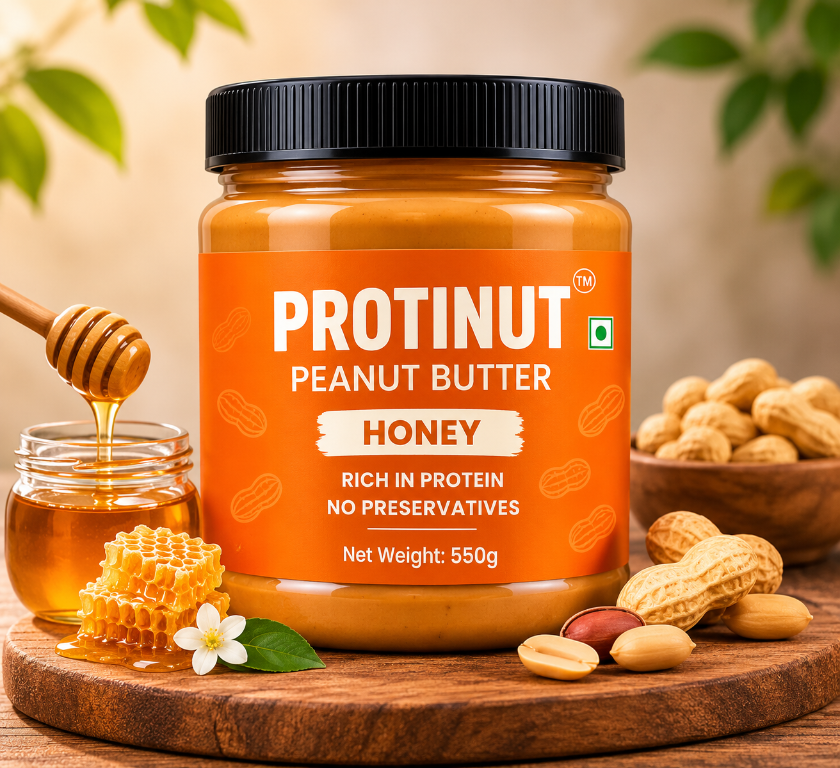 PROTINUT™
PEANUT BUTTER
HONEY
RICH IN PROTEIN
NO PRESERVATIVES
Net Weight: 550g